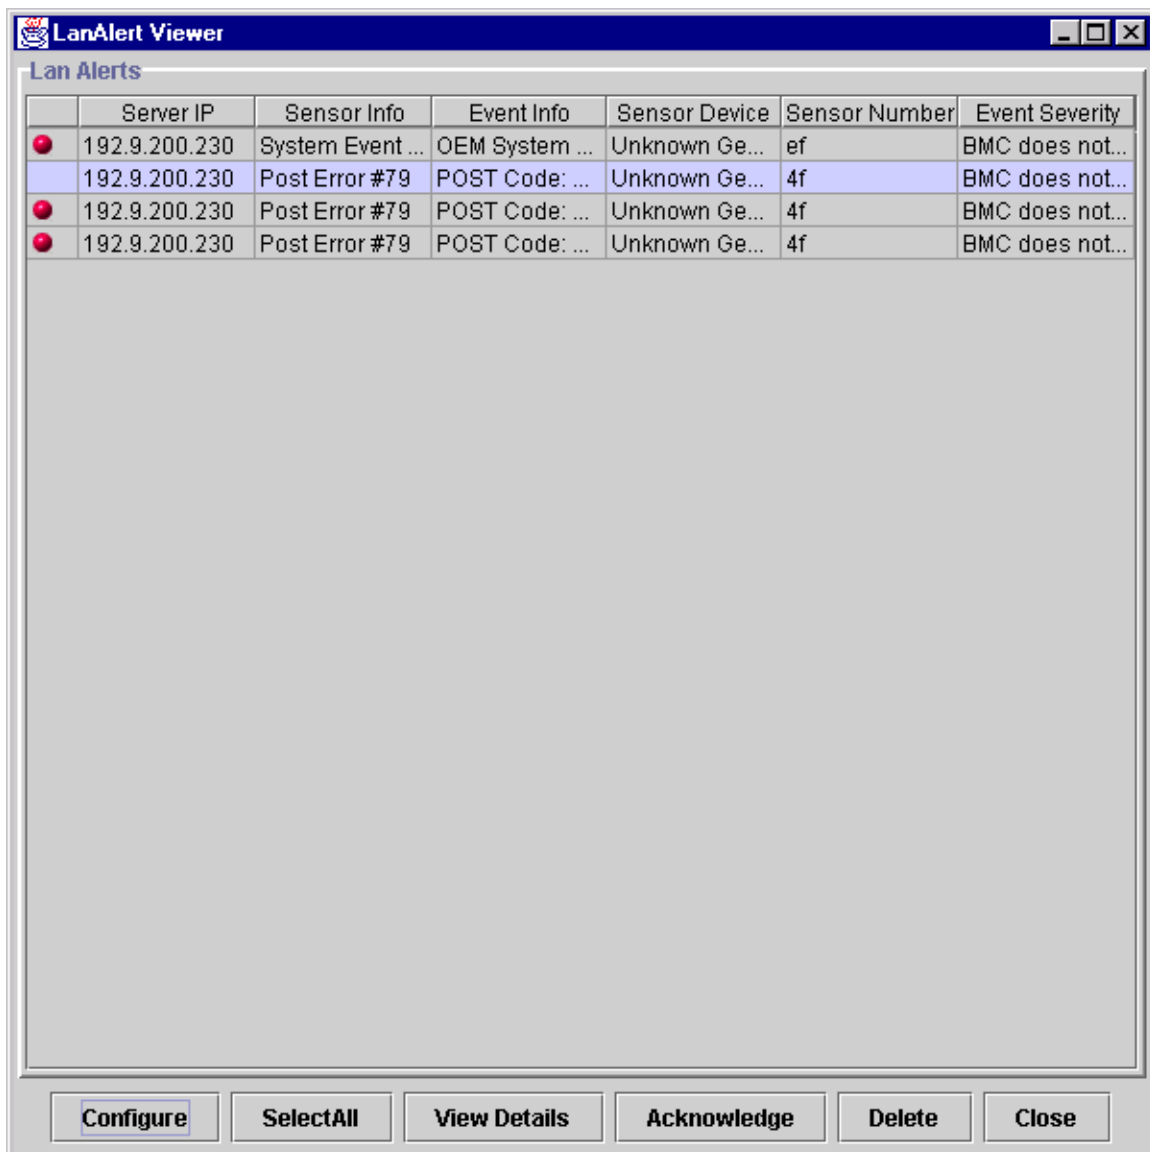 LanAlert Viewer
Lan Alerts
Server IP Sensor Info Event Info Sensor Device Sensor Number Event Severity
192.9.200.230 System Event ... OEM System ... Unknown Ge... ef BMC does not...
192.9.200.230 Post Error #79 POST Code: ... Unknown Ge... 4f BMC does not...
192.9.200.230 Post Error #79 POST Code: ... Unknown Ge... 4f BMC does not...
192.9.200.230 Post Error #79 POST Code: ... Unknown Ge... 4f BMC does not...
Configure SelectAll View Details Acknowledge Delete Close